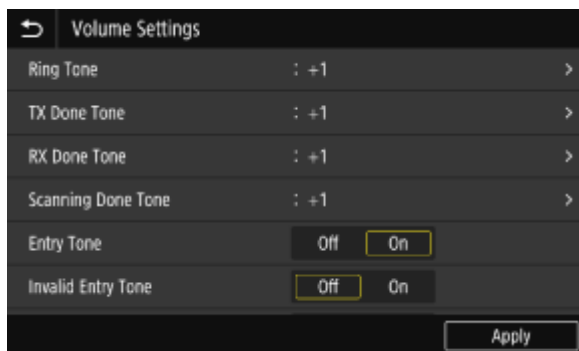 Volume Settings
Ring Tone : +1 >
TX Done Tone : +1 >
RX Done Tone : +1 >
Scanning Done Tone : +1 >
Entry Tone Off On
Invalid Entry Tone Off On
Apply